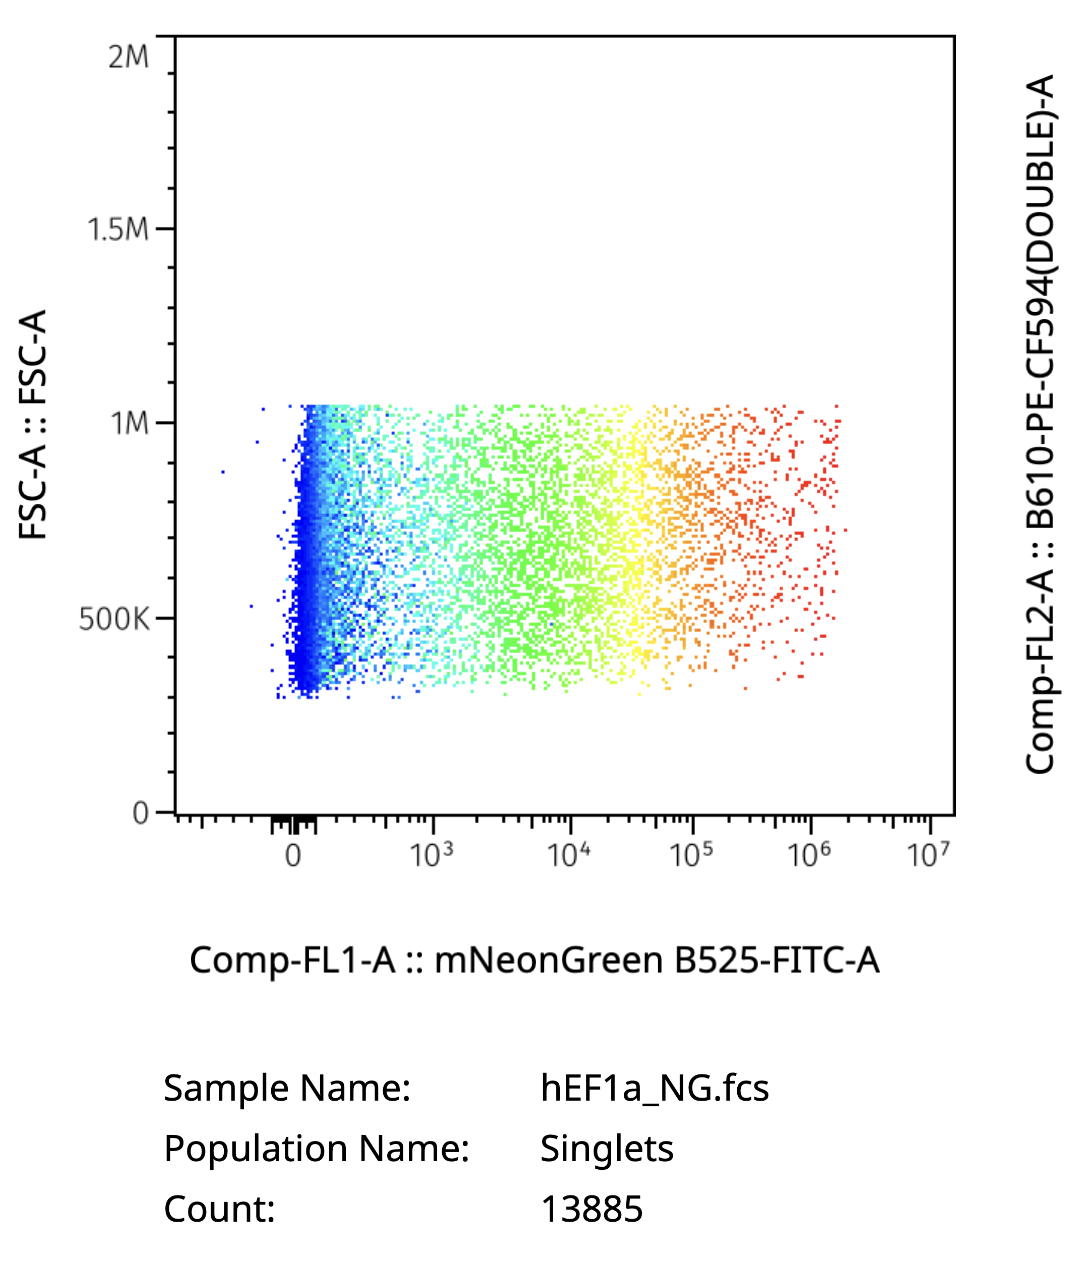 FSC-A :: FSC-A
2M
1.5M
1M
500K
0
0
10³
10⁴
10⁵
10⁶
10⁷
Comp-FL1-A :: mNeonGreen B525-FITC-A
Comp-FL2-A :: B610-PE-CF594(DOUBLE)-A
Sample Name: hEF1a_NG.fcs
Population Name: Singlets
Count: 13885